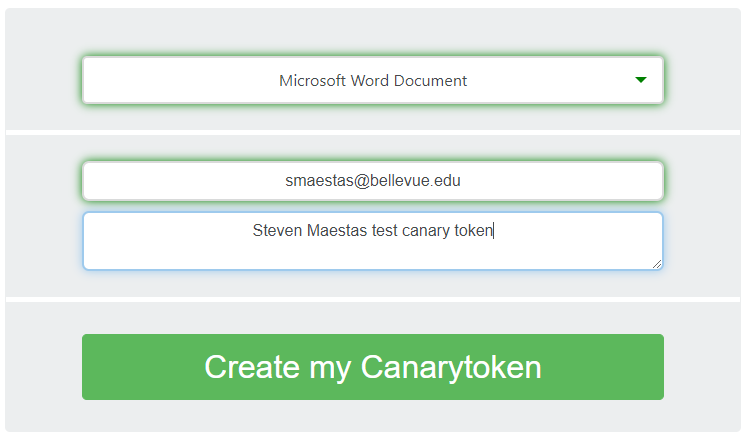 Microsoft Word Document
smaestas@bellevue.edu
Steven Maestas test canary token
Create my Canarytoken